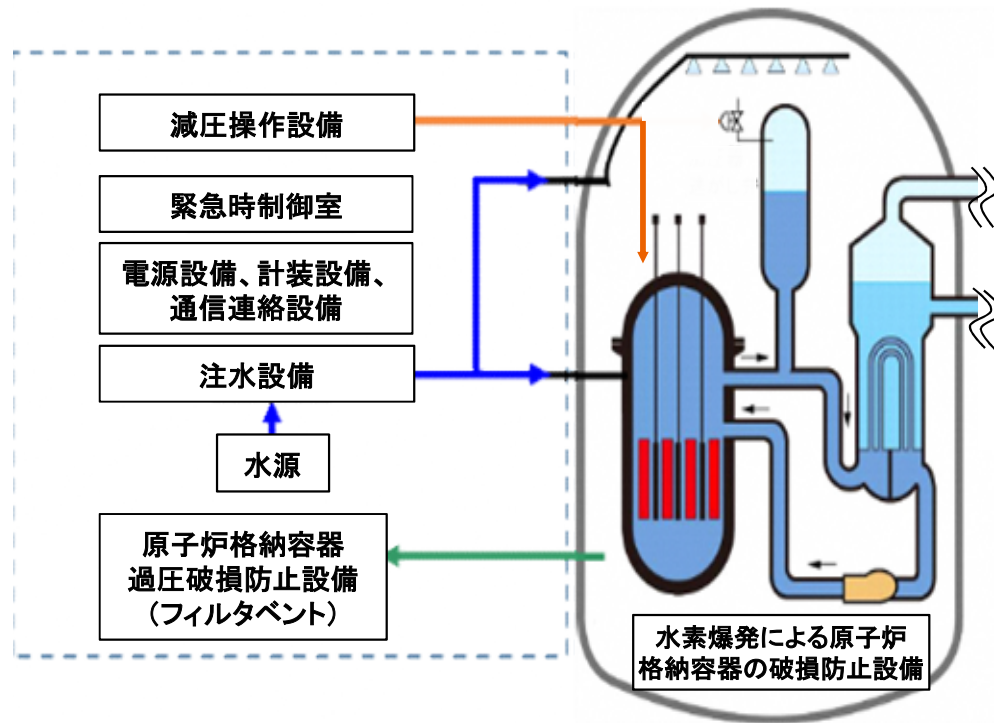 減圧操作設備
緊急時制御室
電源設備、計装設備、
通信連絡設備
注水設備
水源
原子炉格納容器
過圧破損防止設備
（フィルタベント）
水素爆発による原子炉
格納容器の破損防止設備